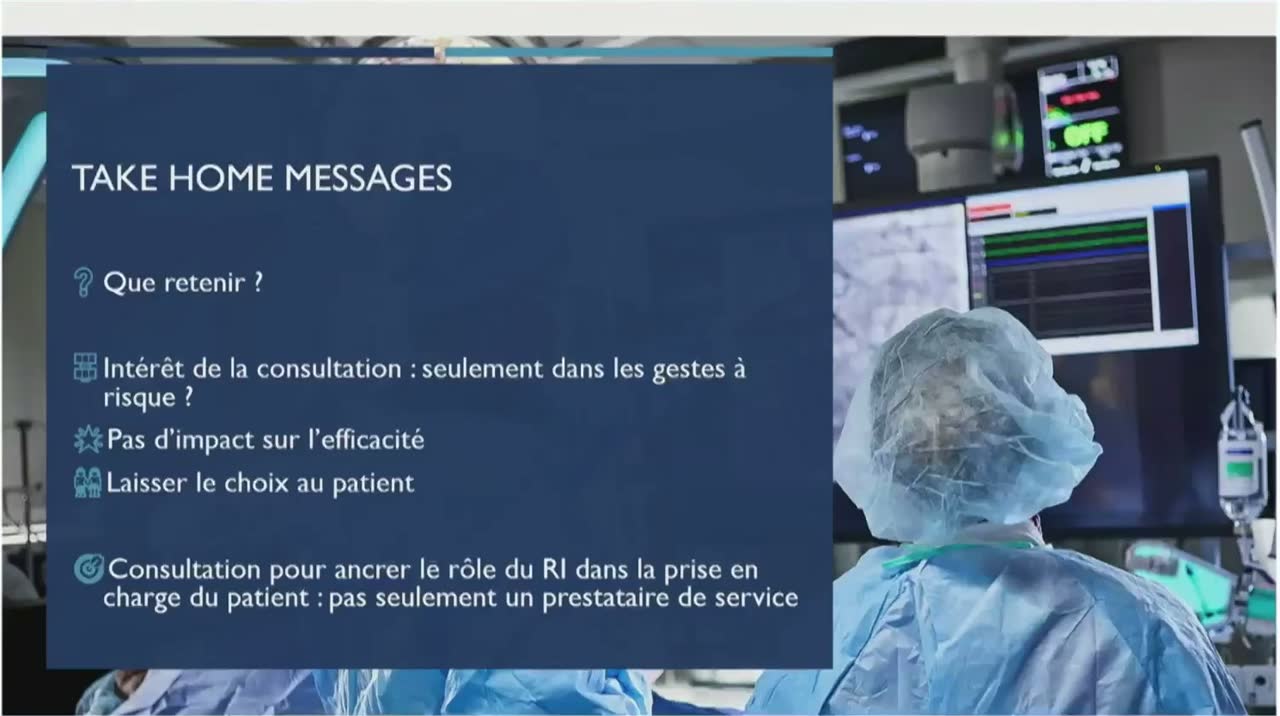 TAKE HOME MESSAGES
Que retenir ?
Intérêt de la consultation : seulement dans les gestes à
risque ?
Pas d'impact sur l'efficacité
Laisser le choix au patient
Consultation pour ancrer le rôle du RI dans la prise en
charge du patient : pas seulement un prestataire de service
OFF